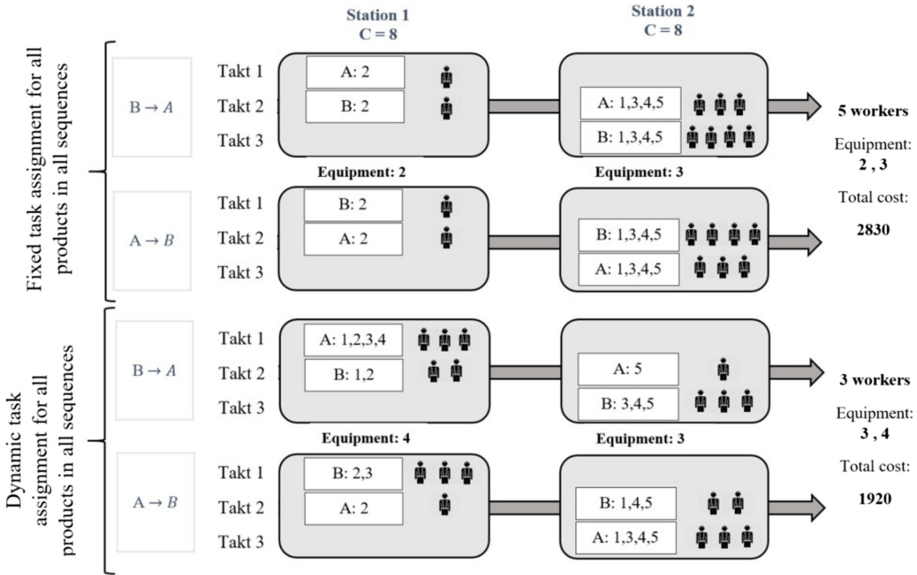 Station 1
C = 8
Station 2
C = 8
Fixed task assignment for all
products in all sequences
B → A
Takt 1
A: 2
Takt 2
B: 2
A: 1,3,4,5
Takt 3
B: 1,3,4,5
Equipment: 2
Equipment: 3
A → B
Takt 1
B: 2
Takt 2
A: 2
B: 1,3,4,5
Takt 3
A: 1,3,4,5
5 workers
Equipment:
2 , 3
Total cost:
2830
Dynamic task
assignment for all
products in all sequences
B → A
Takt 1
A: 1,2,3,4
Takt 2
B: 1,2
A: 5
Takt 3
B: 3,4,5
Equipment: 4
Equipment: 3
A → B
Takt 1
B: 2,3
Takt 2
A: 2
B: 1,4,5
Takt 3
A: 1,3,4,5
3 workers
Equipment:
3 , 4
Total cost:
1920